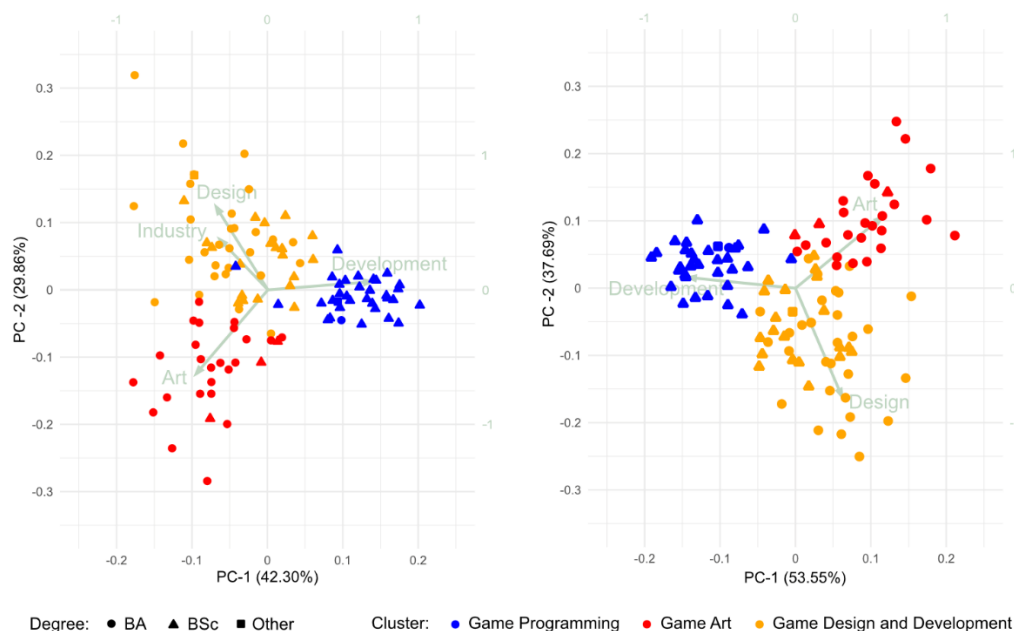 -1 0 1
0.3
0.2
0.1
0
-0.1
-0.2
-0.3
PC -2 (29.86%)
1
0
-1
Design
Industry
Development
Art
-0.2 -0.1 0 0.1 0.2
PC-1 (42.30%)
-1 0 1
0.3
0.2
0.1
0
-0.1
-0.2
-0.3
PC -2 (37.69%)
1
0
-1
Art
Development
Design
-0.2 -0.1 0 0.1 0.2
PC-1 (53.55%)
Degree: BA BSc Other Cluster: Game Programming Game Art Game Design and Development